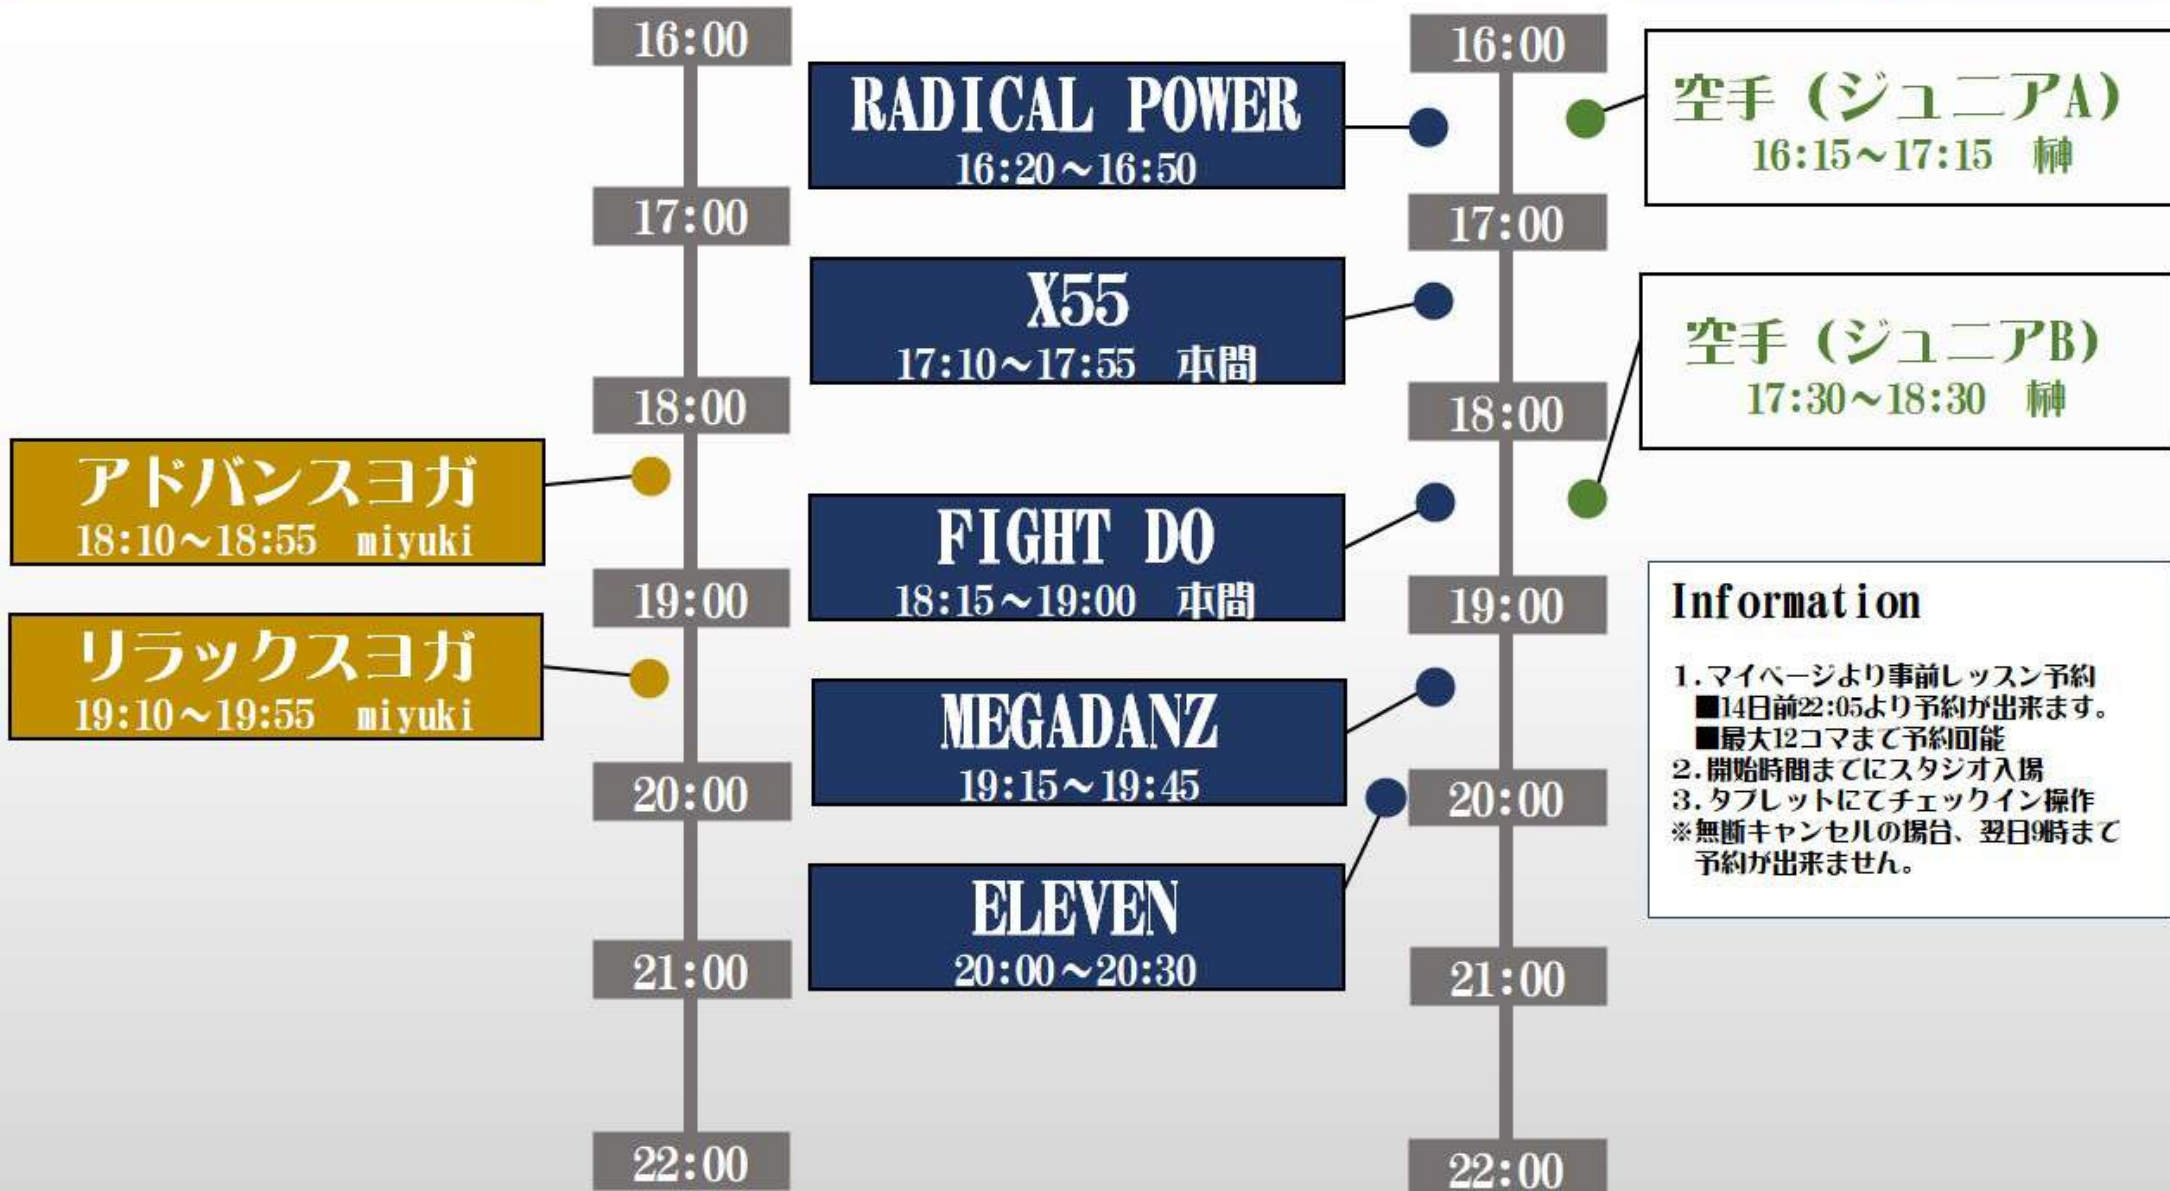 16:00
17:00
18:00
19:00
20:00
21:00
22:00
アドバンスヨガ
18:10～18:55 miyuki
リラックスヨガ
19:10～19:55 miyuki
RADICAL POWER
16:20～16:50
X55
17:10～17:55 本間
FIGHT DO
18:15～19:00 本間
MEGADANZ
19:15～19:45
ELEVEN
20:00～20:30
16:00
17:00
18:00
19:00
20:00
21:00
22:00
空手（ジュニアA）
16:15～17:15 榊
空手（ジュニアB）
17:30～18:30 榊
Information
1.マイページより事前レッスン予約
■14日前22:05より予約が出来ます。
■最大12コマまで予約可能
2.開始時間までにスタジオ入場
3.タブレットにてチェックイン操作
※無断キャンセルの場合、翌日9時まで
予約が出来ません。